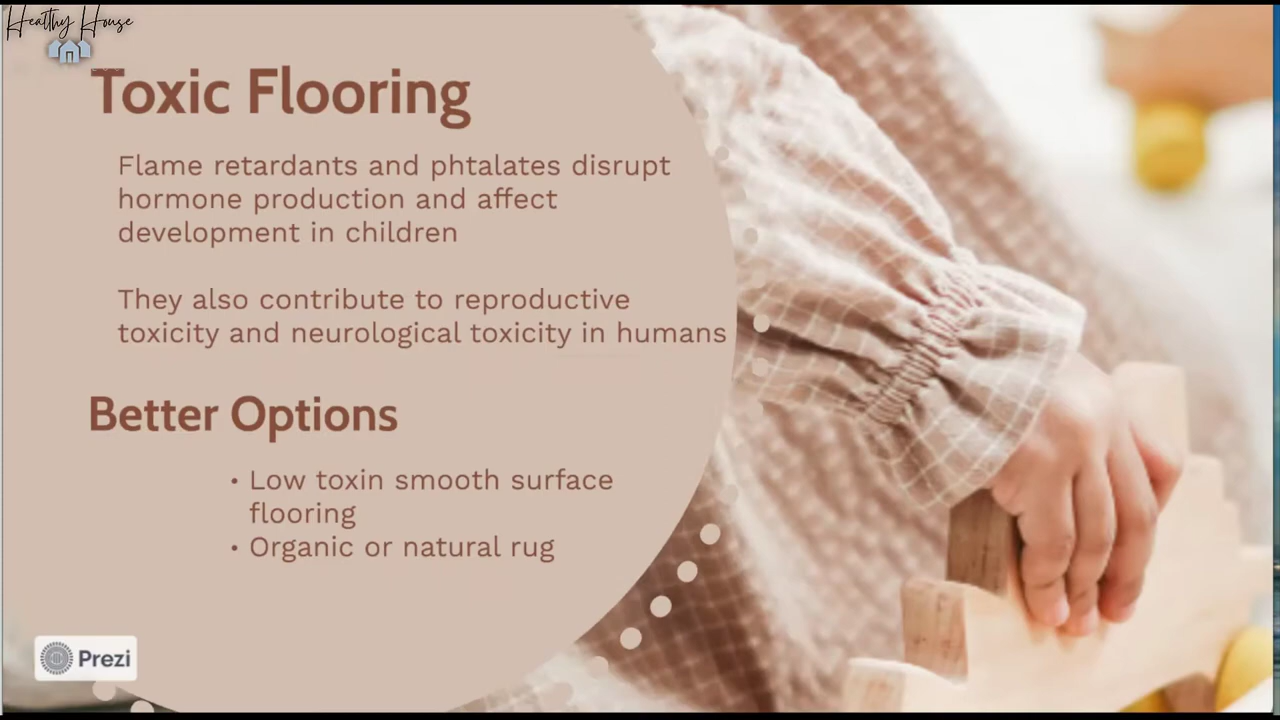 Healthy House
Toxic Flooring
Flame retardants and phtalates disrupt
hormone production and affect
development in children
They also contribute to reproductive
toxicity and neurological toxicity in humans
Better Options
• Low toxin smooth surface
flooring
• Organic or natural rug
Prezi